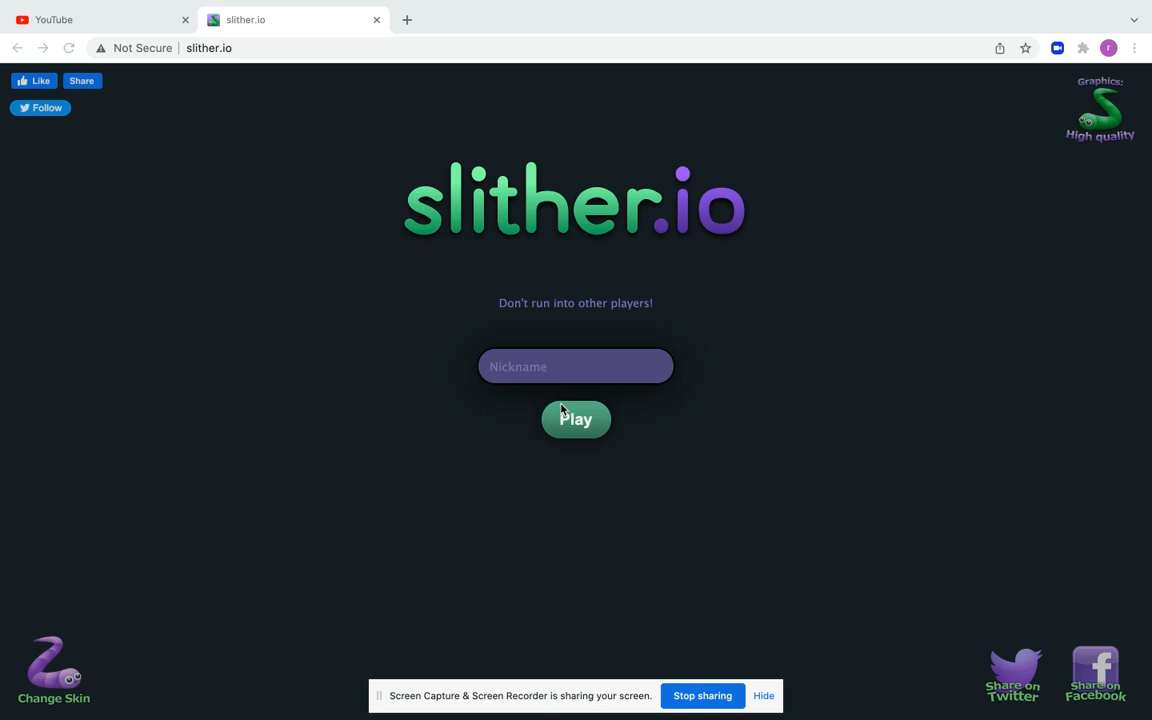 YouTube
slither.io
Not Secure
slither.io
r
Like
Share
Follow
Graphics:
High quality
slither.io
Don't run into other players!
Nickname
Play
Change Skin
Share on
Twitter
Share on
Facebook
Screen Capture & Screen Recorder is sharing your screen.
Stop sharing
Hide